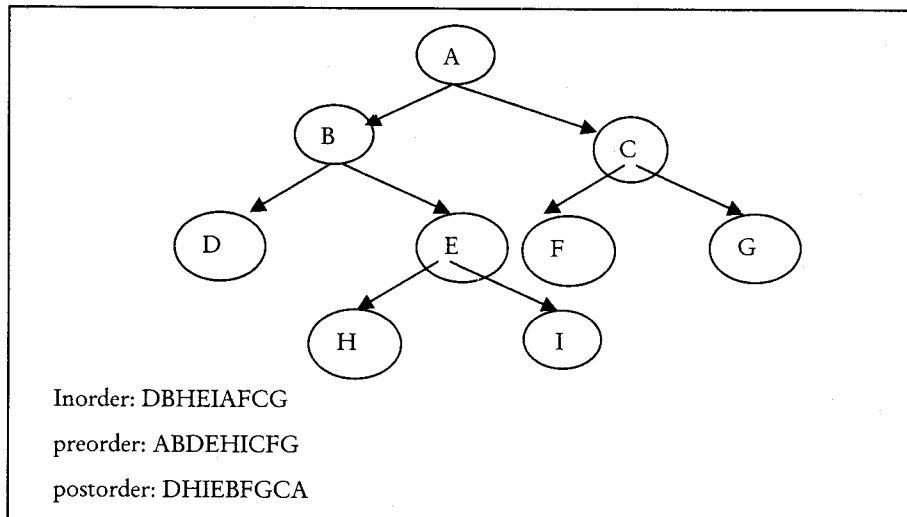 A
B
C
D
E
F
G
H
I
Inorder: DBHEIAFCG
preorder: ABDEHICFG
postorder: DHIEBFGCA